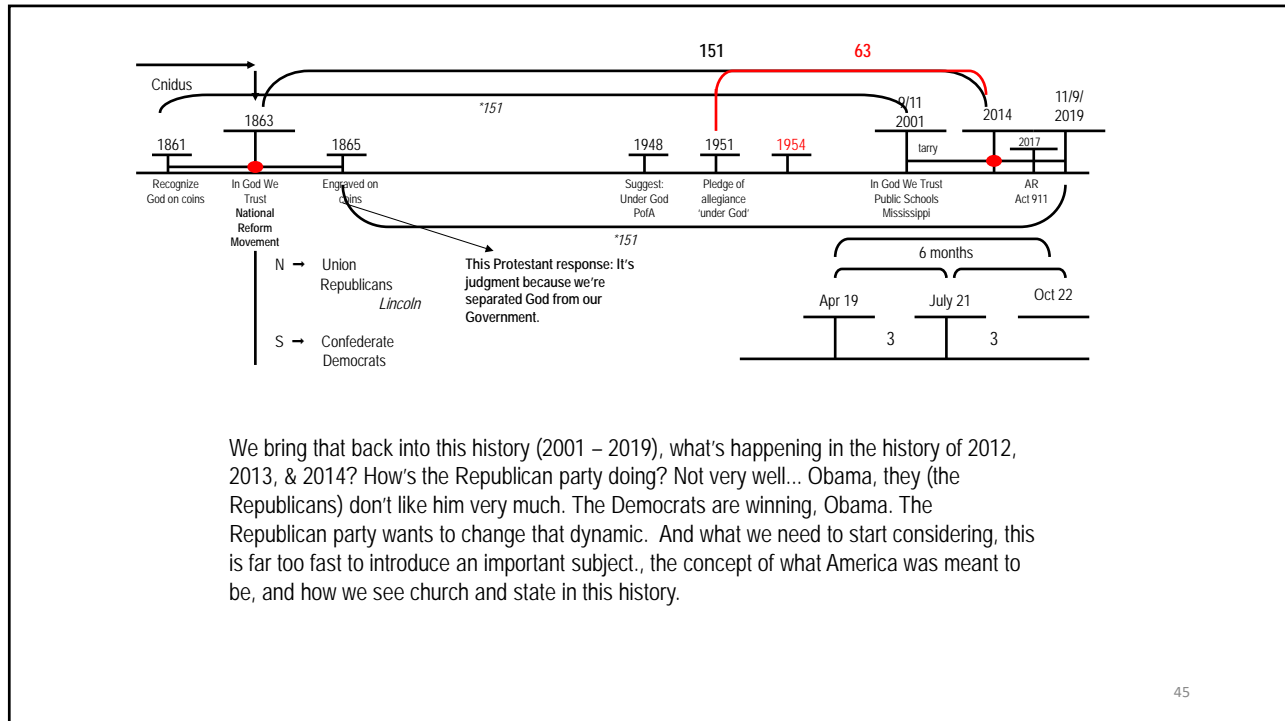 151
63
Cnidus
*151
1863
9/11
2001
2014
11/9/
2019
1861
1865
1948
1951
1954
tarry
2017
Recognize
God on coins
In God We
Trust
National
Reform
Movement
Engraved on
coins
Suggest:
Under God
PofA
Pledge of
allegiance
'under God'
In God We Trust
Public Schools
Mississippi
AR
Act 911
*151
N → Union
Republicans
Lincoln
S → Confederate
Democrats
This Protestant response: It's
judgment because we're
separated God from our
Government.
6 months
Apr 19
July 21
Oct 22
3
3
We bring that back into this history (2001 – 2019), what's happening in the history of 2012,
2013, & 2014? How's the Republican party doing? Not very well... Obama, they (the
Republicans) don't like him very much. The Democrats are winning, Obama. The
Republican party wants to change that dynamic. And what we need to start considering, this
is far too fast to introduce an important subject., the concept of what America was meant to
be, and how we see church and state in this history.
45